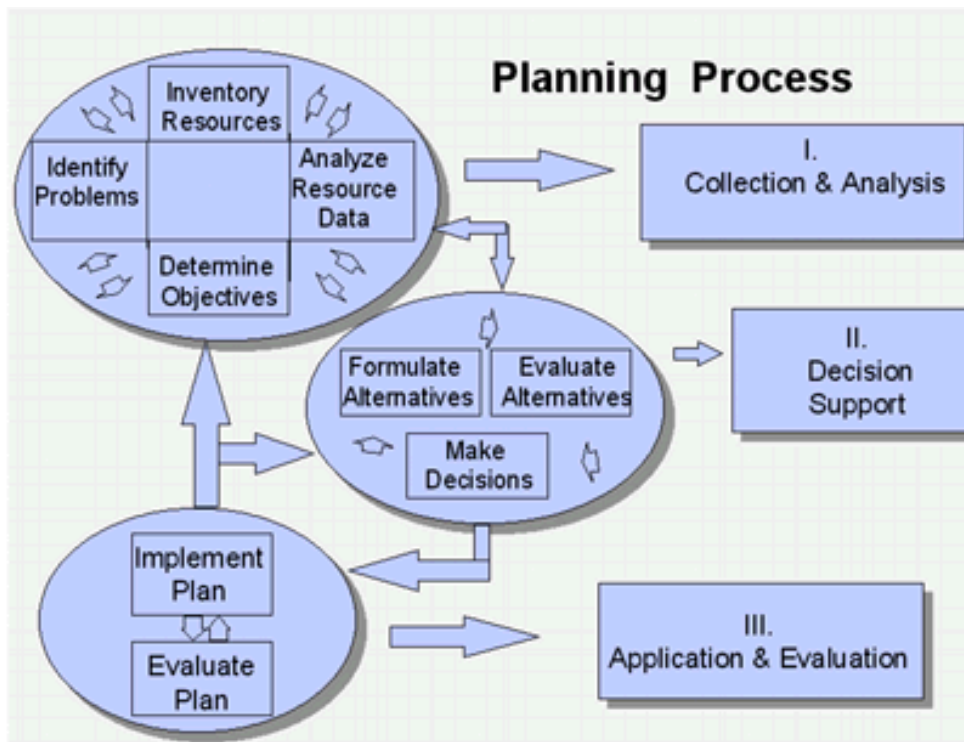 Planning Process
Inventory
Resources
Identify
Problems
Analyze
Resource
Data
Determine
Objectives
I.
Collection & Analysis
Formulate
Alternatives
Evaluate
Alternatives
Make
Decisions
II.
Decision
Support
Implement
Plan
Evaluate
Plan
III.
Application & Evaluation